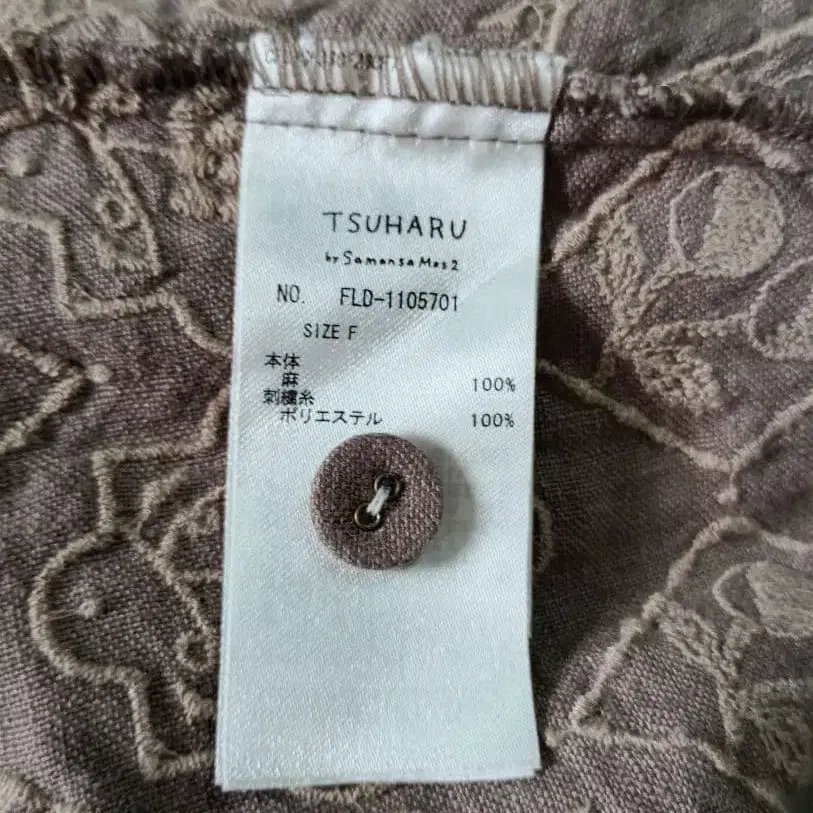 TSUHARU
by Samansa Mos2
NO. FLD-1105701
SIZE F
本体
麻 100%
刺繍糸
ポリエステル 100%